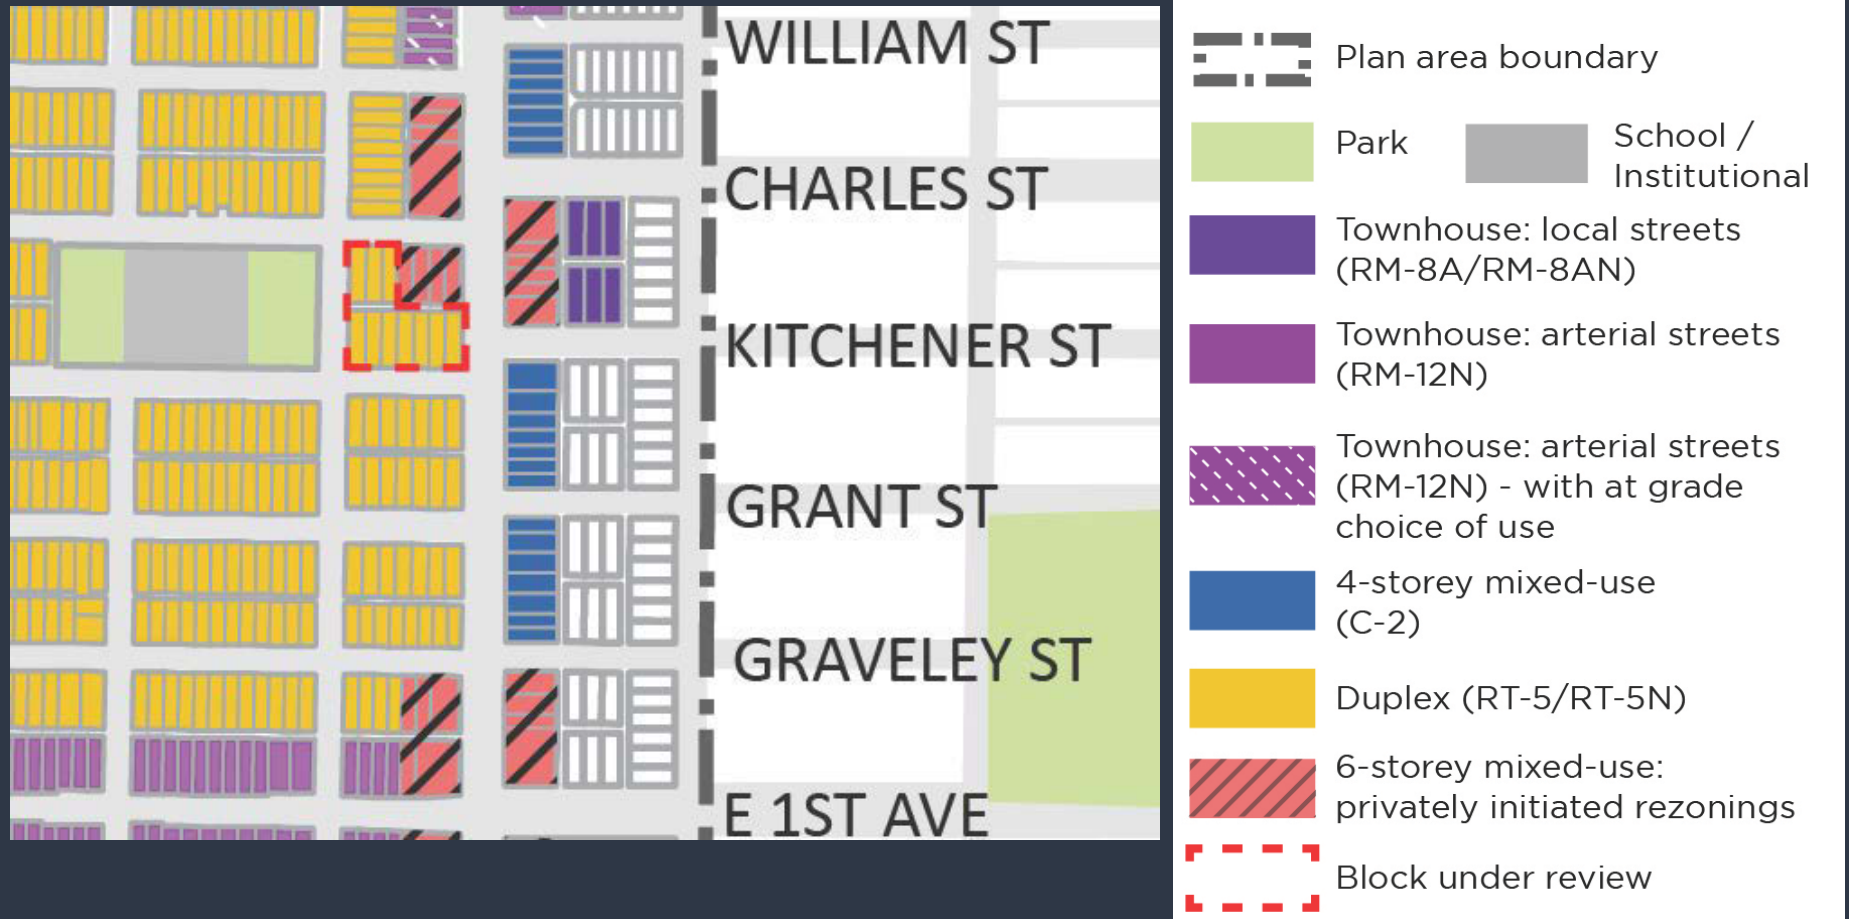 WILLIAM ST
CHARLES ST
KITCHENER ST
GRANT ST
GRAVELEY ST
E 1ST AVE
Plan area boundary
Park
School /
Institutional
Townhouse: local streets
(RM-8A/RM-8AN)
Townhouse: arterial streets
(RM-12N)
Townhouse: arterial streets
(RM-12N) - with at grade
choice of use
4-storey mixed-use
(C-2)
Duplex (RT-5/RT-5N)
6-storey mixed-use:
privately initiated rezonings
Block under review